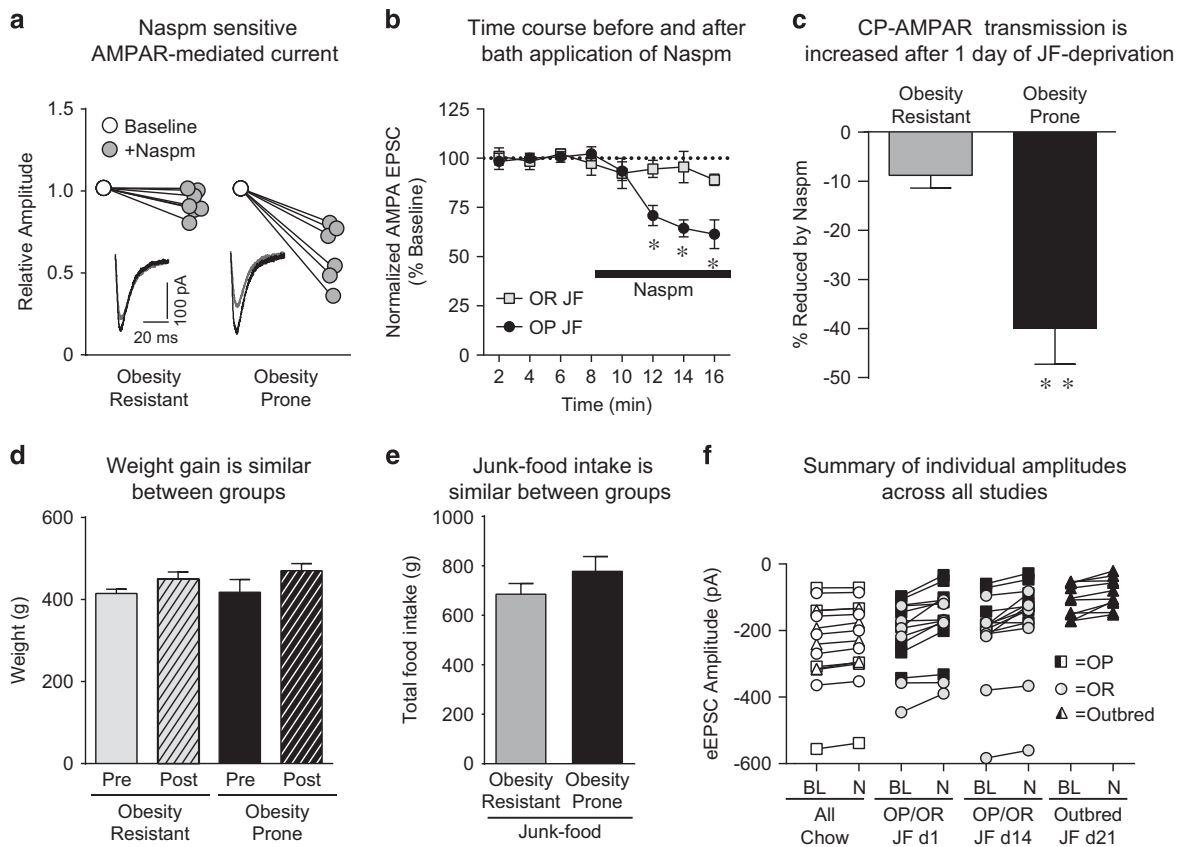 a
Naspm sensitive
AMPAR-mediated current
1.5
1.0
0.5
0
Relative Amplitude
Baseline
+Naspm
100 pA
20 ms
Obesity
Resistant
Obesity
Prone
b
Time course before and after
bath application of Naspm
125
100
75
50
25
0
Normalized AMPA EPSC
(% Baseline)
* * *
Naspm
OR JF
OP JF
2 4 6 8 10 12 14 16
Time (min)
c
CP-AMPAR transmission is
increased after 1 day of JF-deprivation
Obesity
Resistant
Obesity
Prone
0
-10
-20
-30
-40
-50
% Reduced by Naspm
* *
d
Weight gain is similar
between groups
600
400
200
0
Weight (g)
Pre Post Pre Post
Obesity
Resistant
Obesity
Prone
e
Junk-food intake is
similar between groups
1000
800
600
400
200
0
Total food intake (g)
Obesity
Resistant
Obesity
Prone
Junk-food
f
Summary of individual amplitudes
across all studies
0
-200
-400
-600
eEPSC Amplitude (pA)
=OP
=OR
=Outbred
BL N BL N BL N BL N
All
Chow
OP/OR
JF d1
OP/OR
JF d14
Outbred
JF d21